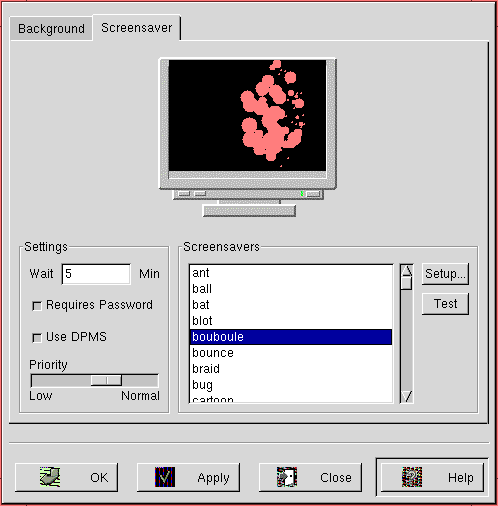 Background Screensaver
Settings
Wait 5 Min
Requires Password
Use DPMS
Priority
Low Normal
Screensavers
ant
ball
bat
blot
bouboule
bounce
braid
bug
cartoon
Setup...
Test
OK Apply Close Help